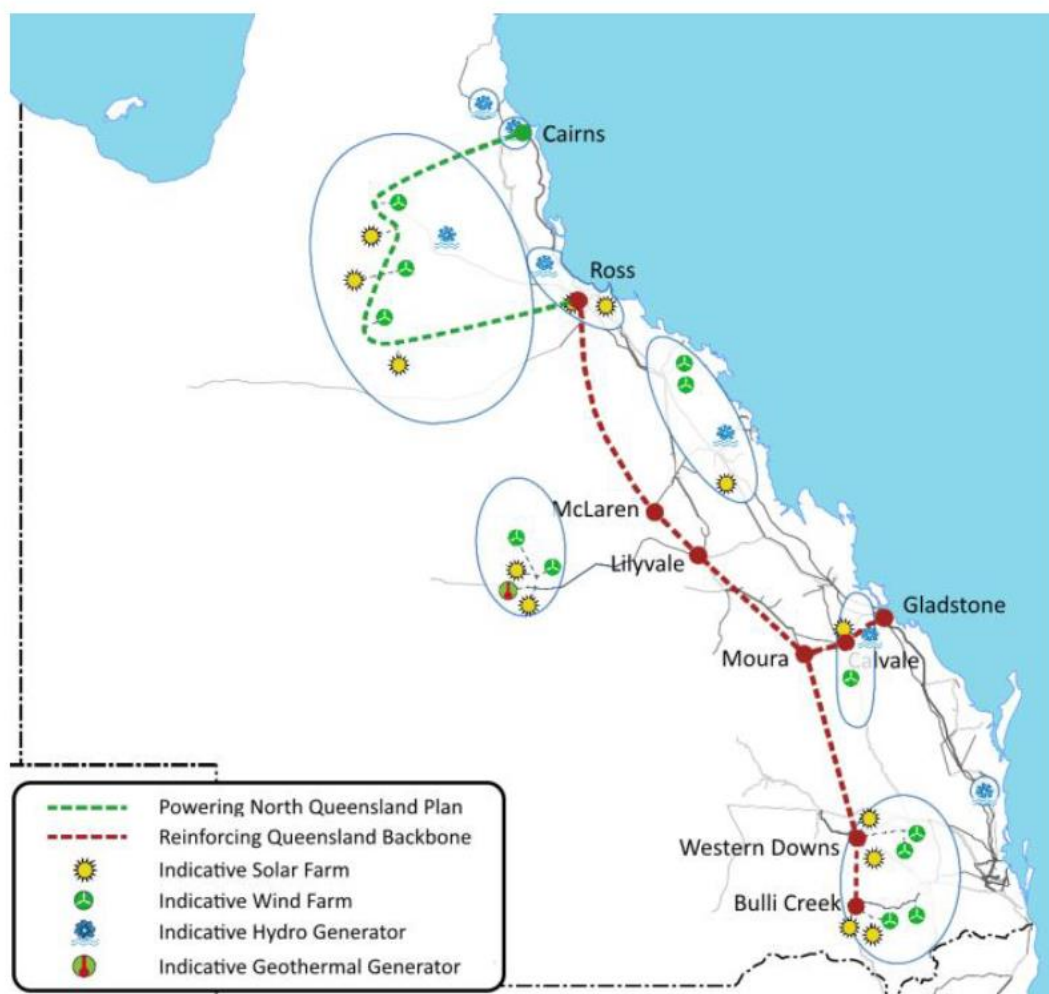 Cairns
Ross
McLaren
Lilyvale
Gladstone
Moura
Calvale
Western Downs
Bulli Creek
Powering North Queensland Plan
Reinforcing Queensland Backbone
Indicative Solar Farm
Indicative Wind Farm
Indicative Hydro Generator
Indicative Geothermal Generator